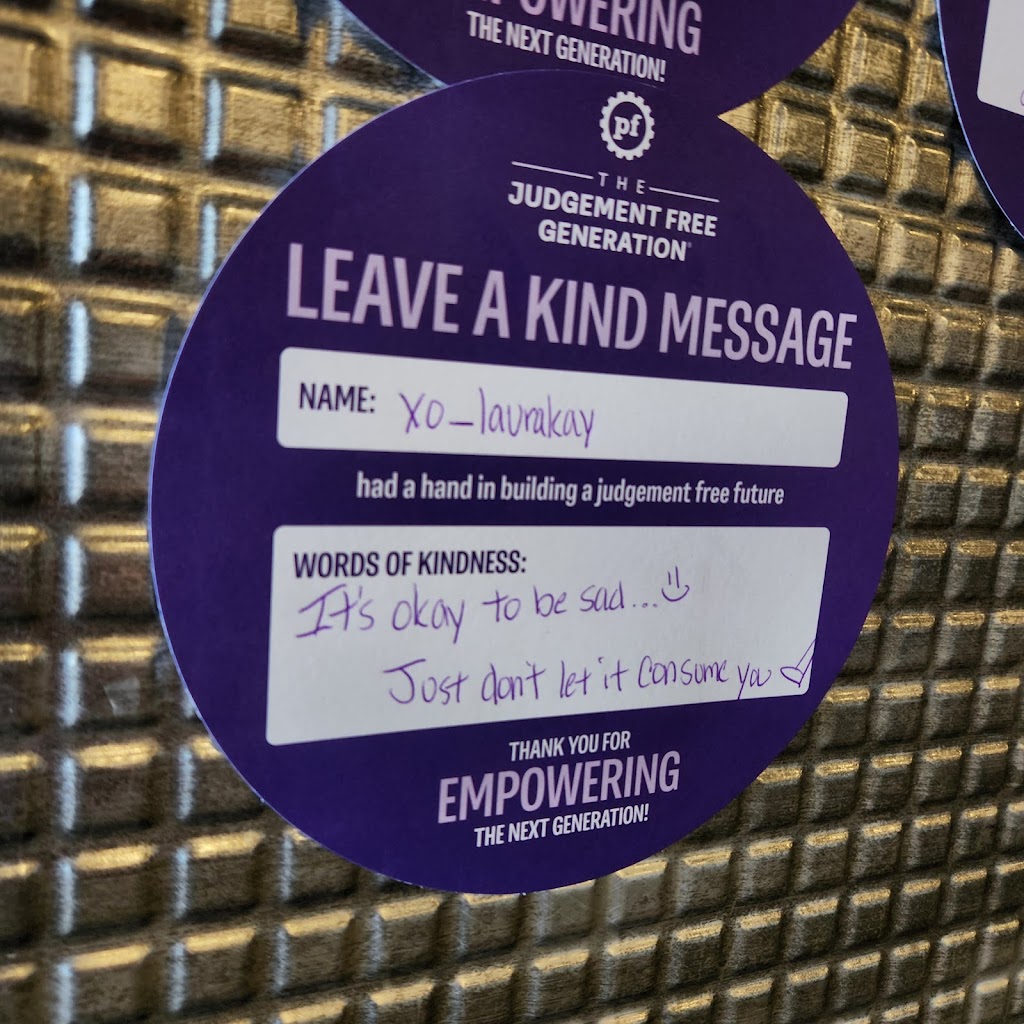 EMPOWERING
THE NEXT GENERATION!
pf
THE
JUDGEMENT FREE
GENERATION®
LEAVE A KIND MESSAGE
NAME: xo_laurakay
had a hand in building a judgement free future
WORDS OF KINDNESS:
It's okay to be sad...
Just don't let it consume you
THANK YOU FOR
EMPOWERING
THE NEXT GENERATION!